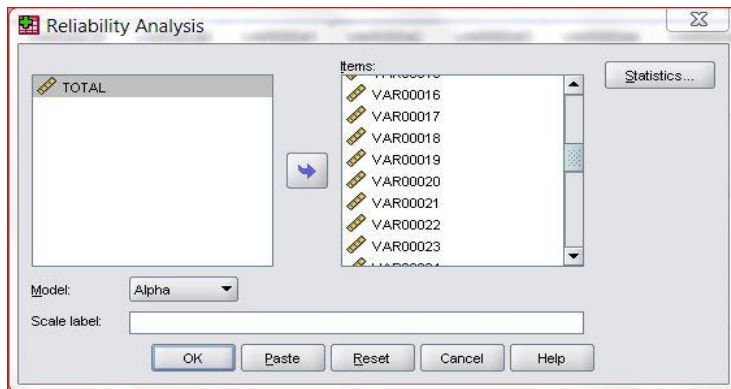 Reliability Analysis
Items:
TOTAL
Statistics...
VAR00016
VAR00017
VAR00018
VAR00019
VAR00020
VAR00021
VAR00022
VAR00023
Model:
Alpha
Scale label:
OK
Paste
Reset
Cancel
Help